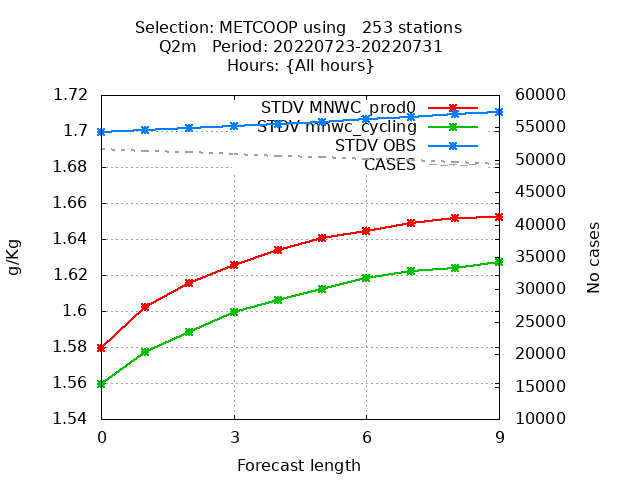 Selection: METCOOP using   253 stations
Q2m   Period: 20220723-20220731
Hours: {All hours}
STDV MNWC_prod0
STDV mnwc_cycling
STDV OBS
CASES
1.72
1.7
1.68
1.66
1.64
1.62
1.6
1.58
1.56
1.54
g/Kg
60000
55000
50000
45000
40000
35000
30000
25000
20000
15000
10000
No cases
0 3 6 9
Forecast length